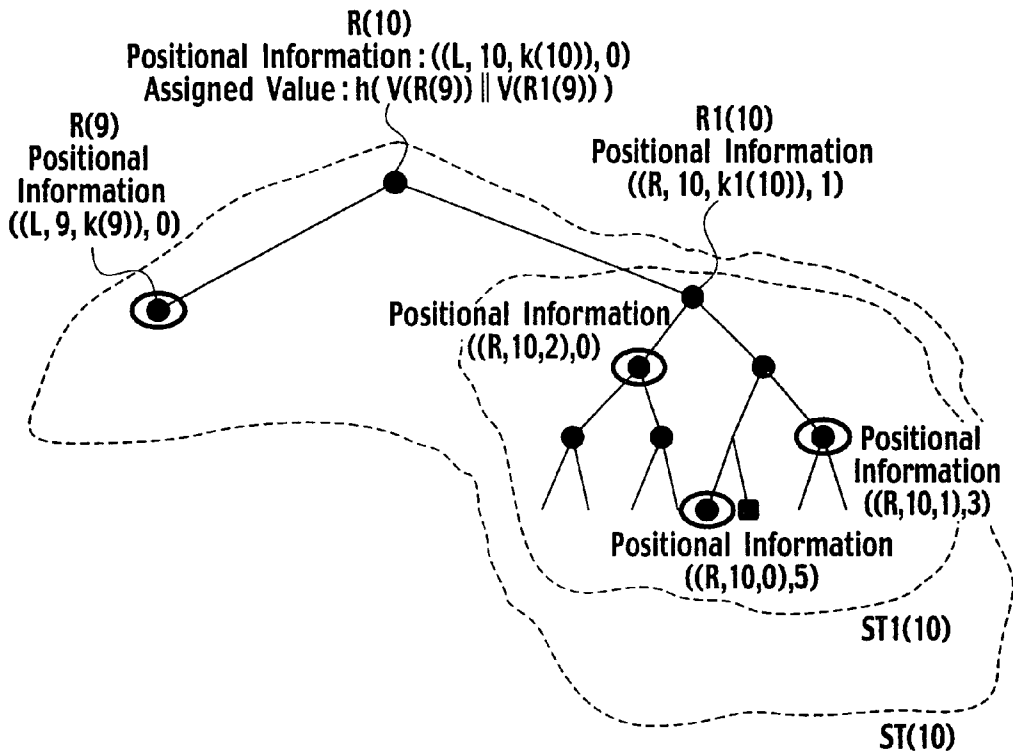 R(10)
Positional Information : ((L, 10, k(10)), 0)
Assigned Value : h( V(R(9)) || V(R1(9)) )
R(9)
Positional
Information
((L, 9, k(9)), 0)
R1(10)
Positional Information
((R, 10, k1(10)), 1)
Positional Information
((R,10,2),0)
Positional
Information
((R,10,1),3)
Positional Information
((R,10,0),5)
ST1(10)
ST(10)